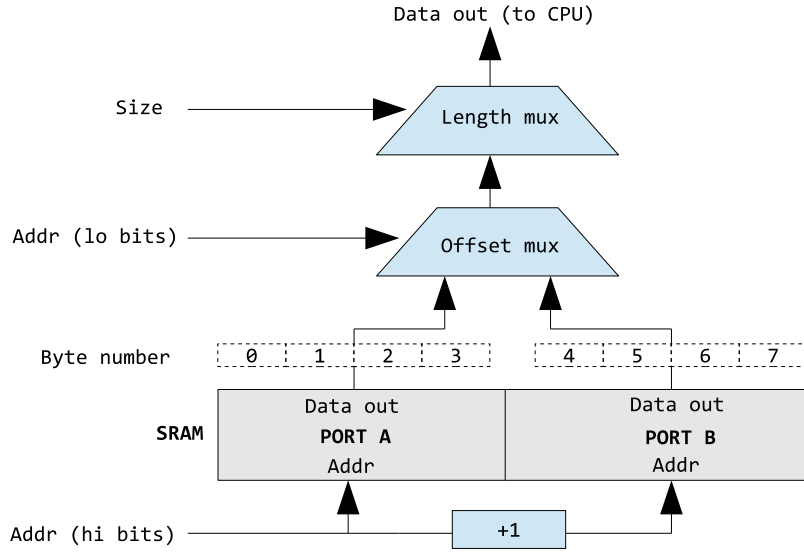 Data out (to CPU)
Size
Length mux
Addr (lo bits)
Offset mux
Byte number 0 1 2 3 4 5 6 7
Data out Data out
SRAM PORT A PORT B
Addr Addr
Addr (hi bits) +1